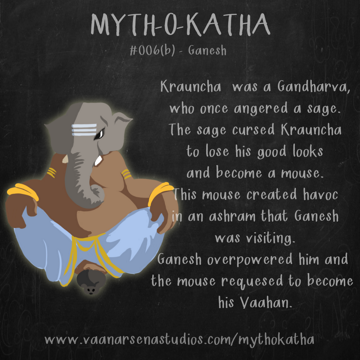 MYTH-O-KATHA
#006(b) - Ganesh
Krauncha was a Gandharva,
who once angered a sage.
The sage cursed Krauncha
to lose his good looks
and become a mouse.
This mouse created havoc
in an ashram that Ganesh
was visiting.
Ganesh overpowered him and
the mouse requesed to become
his Vaahan.
www.vaanarsenastudios.com/mythokatha